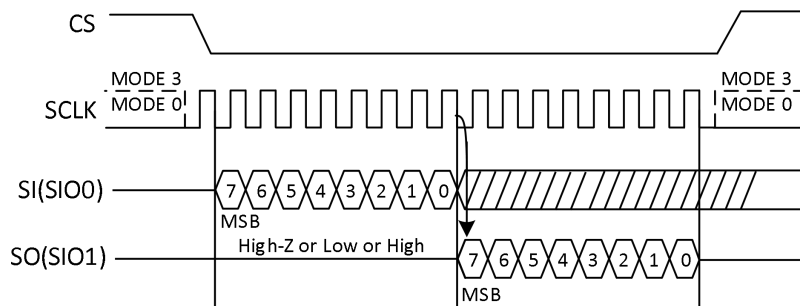 CS
MODE 3 MODE 3
MODE 0 MODE 0
SCLK
SI(SIO0) 7 6 5 4 3 2 1 0
MSB
High-Z or Low or High
SO(SIO1) 7 6 5 4 3 2 1 0
MSB